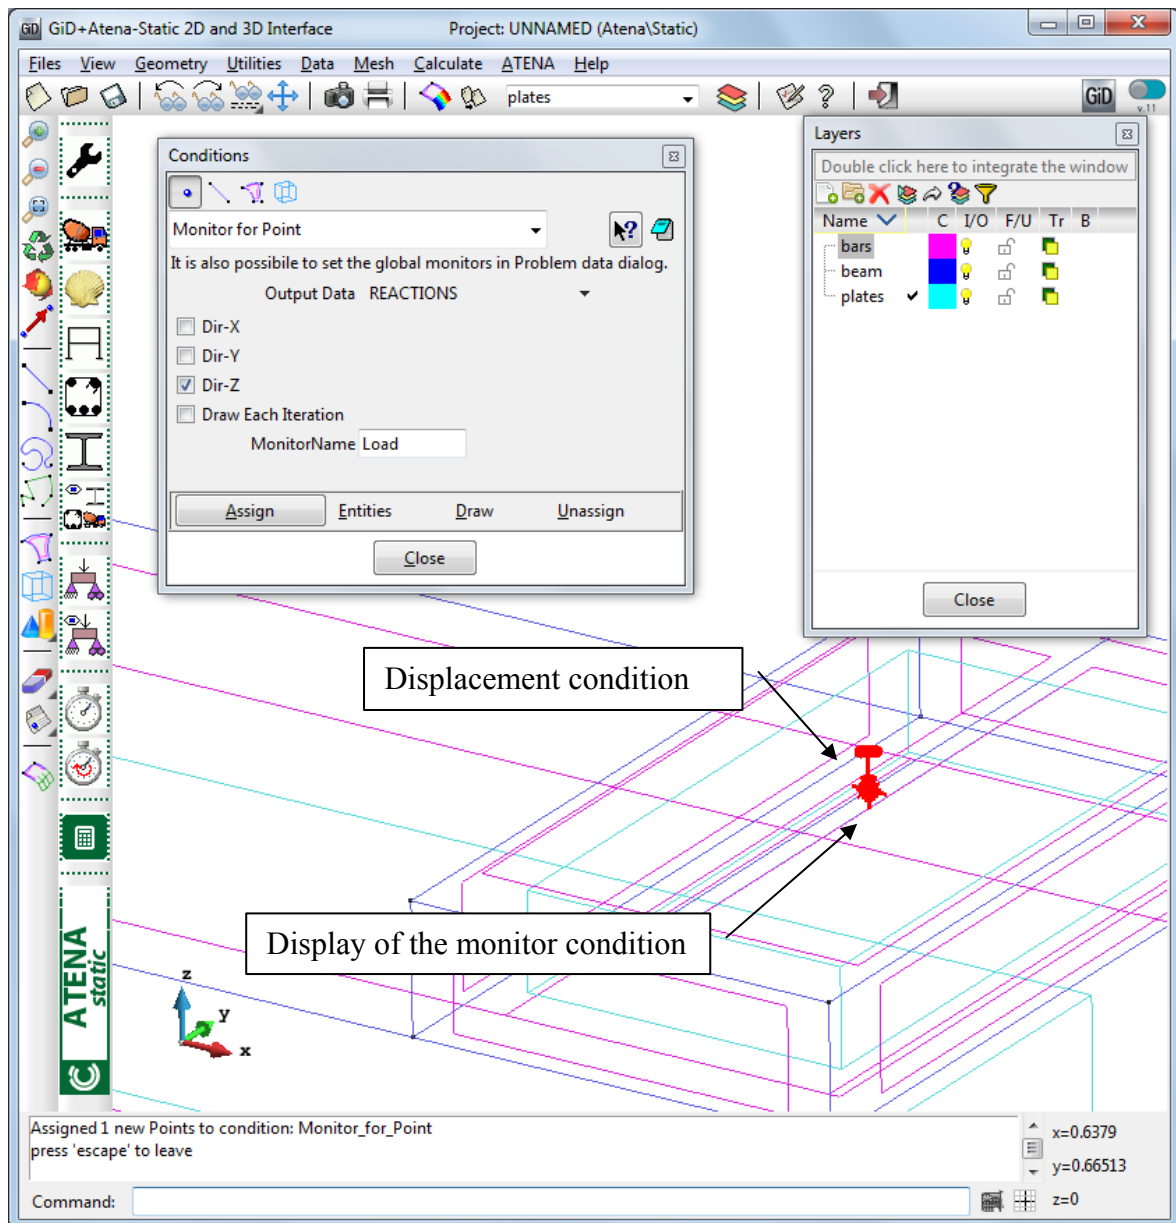 GiD GiD+Atena-Static 2D and 3D Interface Project: UNNAMED (Atena\Static)
Files View Geometry Utilities Data Mesh Calculate ATENA Help
plates
GiD
v.11
Conditions
Monitor for Point
It is also possibile to set the global monitors in Problem data dialog.
Output Data REACTIONS
Dir-X
Dir-Y
Dir-Z
Draw Each Iteration
MonitorName Load
Assign Entities Draw Unassign
Close
Layers
Double click here to integrate the window
Name C I/O F/U Tr B
bars
beam
plates
Close
Displacement condition
Display of the monitor condition
z
y
x
ATENA
static
Assigned 1 new Points to condition: Monitor_for_Point
press 'escape' to leave
Command:
x=0.6379
y=0.66513
z=0